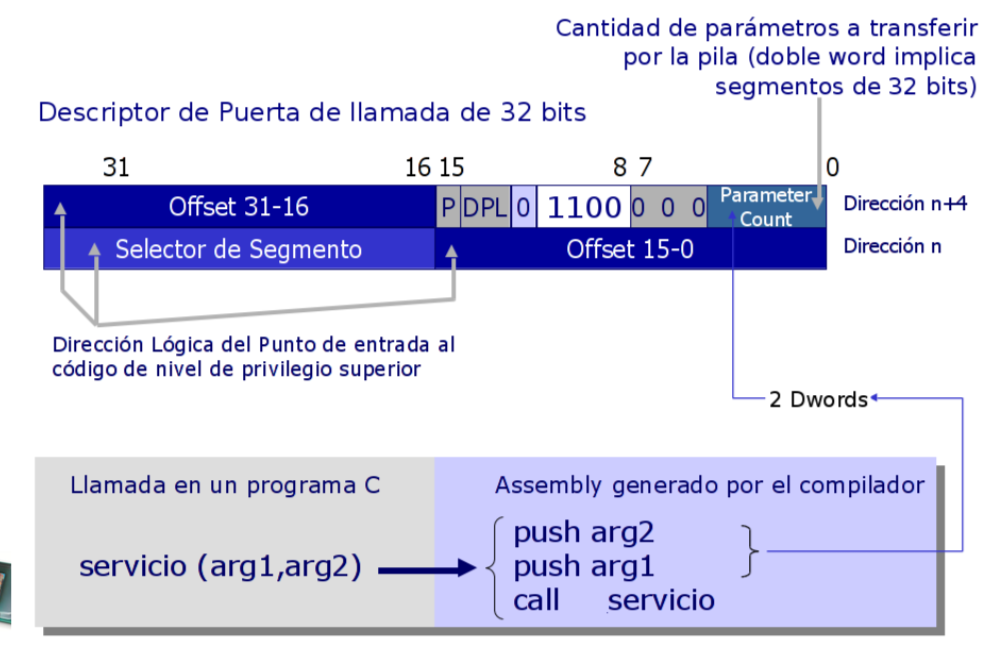 Cantidad de parámetros a transferir
por la pila (doble word implica
segmentos de 32 bits)
Descriptor de Puerta de llamada de 32 bits
31 16 15 8 7 0
Offset 31-16 P DPL 0 1100 0 0 0 Parameter Count Dirección n+4
Selector de Segmento Offset 15-0 Dirección n
Dirección Lógica del Punto de entrada al
código de nivel de privilegio superior
2 Dwords
Llamada en un programa C
Assembly generado por el compilador
servicio (arg1,arg2)
push arg2
push arg1
call servicio